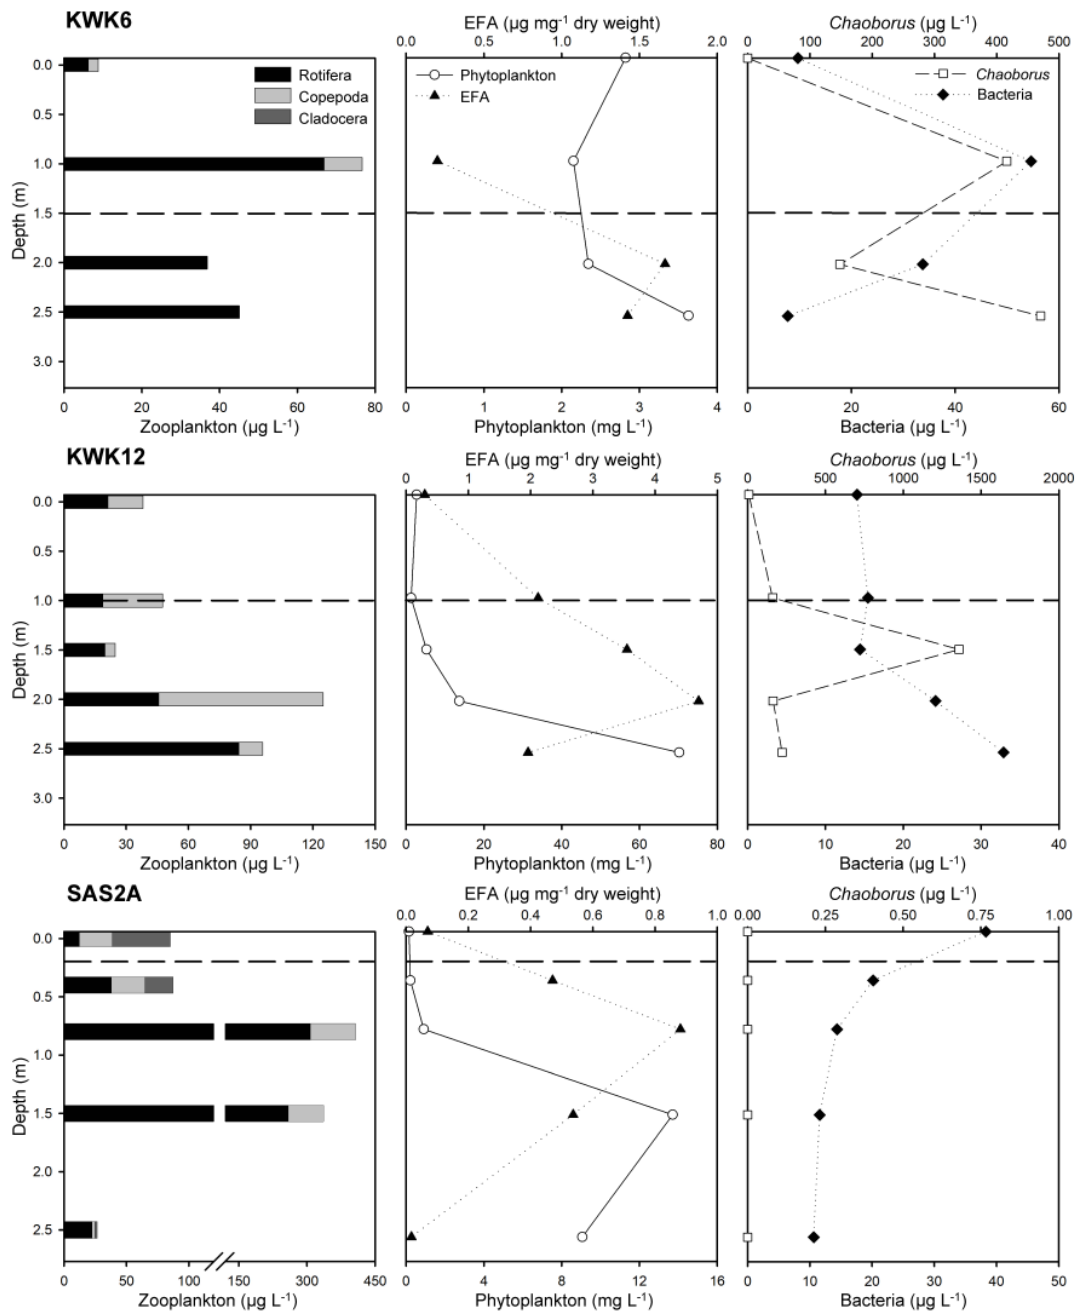 KWK6
EFA (µg mg⁻¹ dry weight)
Chaoborus (µg L⁻¹)
0.0 0.5 1.0 1.5 2.0
0 100 200 300 400 500
0.0
0.5
1.0
1.5
2.0
2.5
3.0
Depth (m)
Rotifera
Copepoda
Cladocera
Phytoplankton
EFA
Chaoborus
Bacteria
0 20 40 60 80
0 1 2 3 4
0 20 40 60
Zooplankton (µg L⁻¹)
Phytoplankton (mg L⁻¹)
Bacteria (µg L⁻¹)
KWK12
EFA (µg mg⁻¹ dry weight)
Chaoborus (µg L⁻¹)
0 1 2 3 4 5
0 500 1000 1500 2000
0.0
0.5
1.0
1.5
2.0
2.5
3.0
Depth (m)
0 30 60 90 120 150
0 20 40 60 80
0 10 20 30 40
Zooplankton (µg L⁻¹)
Phytoplankton (mg L⁻¹)
Bacteria (µg L⁻¹)
SAS2A
EFA (µg mg⁻¹ dry weight)
Chaoborus (µg L⁻¹)
0.0 0.2 0.4 0.6 0.8 1.0
0.00 0.25 0.50 0.75 1.00
0.0
0.5
1.0
1.5
2.0
2.5
Depth (m)
0 50 100 150 300 450
0 4 8 12 16
0 10 20 30 40 50
Zooplankton (µg L⁻¹)
Phytoplankton (mg L⁻¹)
Bacteria (µg L⁻¹)